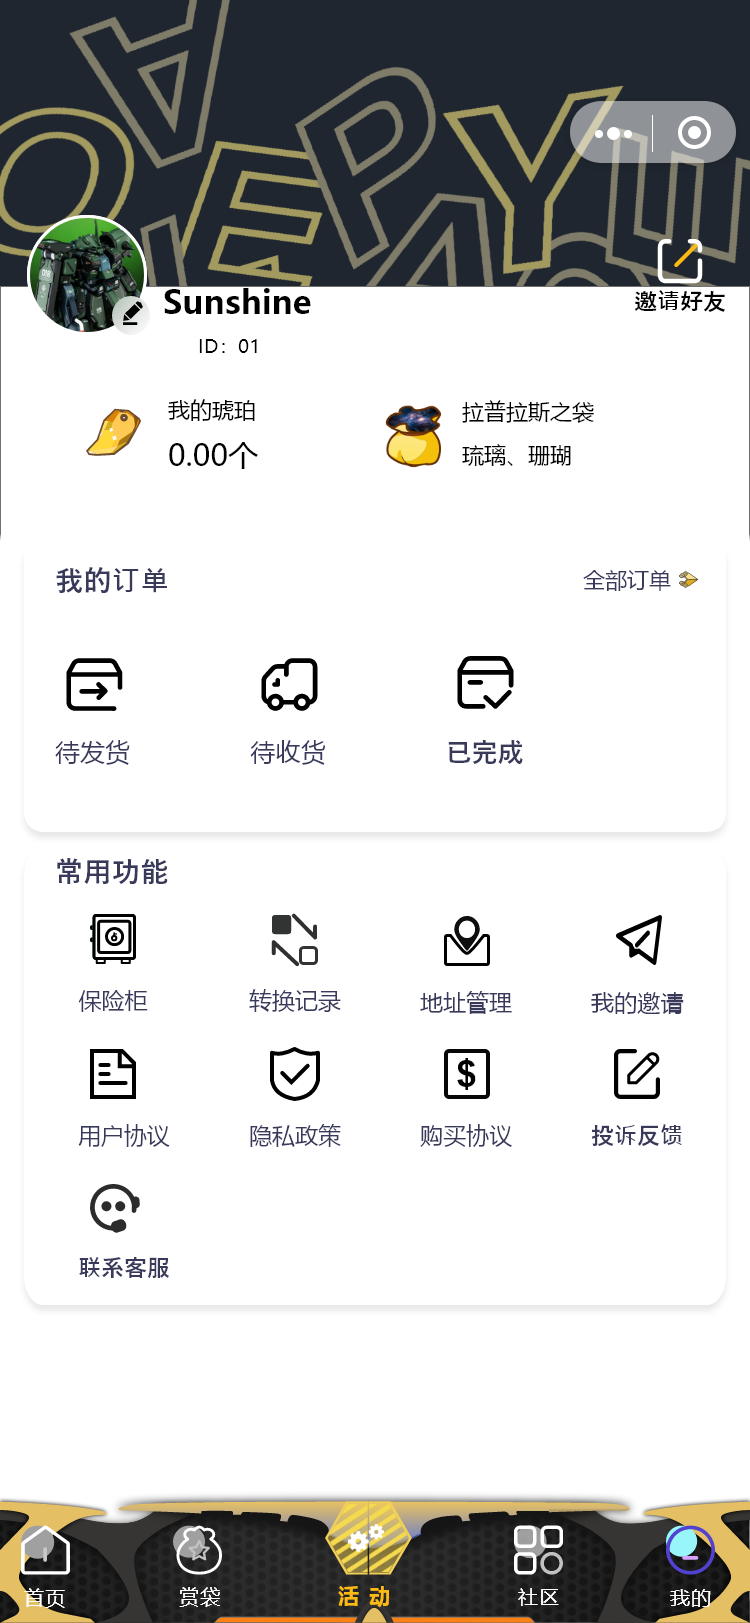 Sunshine
邀请好友
ID: 01
我的琥珀
拉普拉斯之袋
0.00个
琉璃、珊瑚
我的订单
全部订单
待发货
待收货
已完成
常用功能
保险柜
转换记录
地址管理
我的邀请
用户协议
隐私政策
购买协议
投诉反馈
联系客服
首页
赏袋
活动
社区
我的